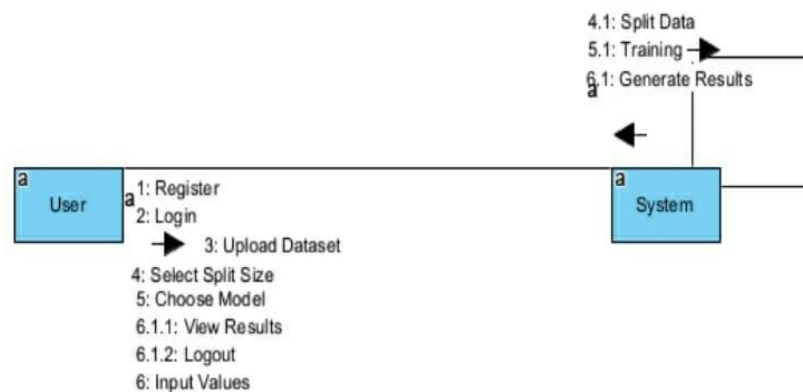 4.1: Split Data
5.1: Training
6.1: Generate Results
a
a
User
a
1: Register
2: Login
3: Upload Dataset
4: Select Split Size
5: Choose Model
6.1.1: View Results
6.1.2: Logout
6: Input Values
a
System